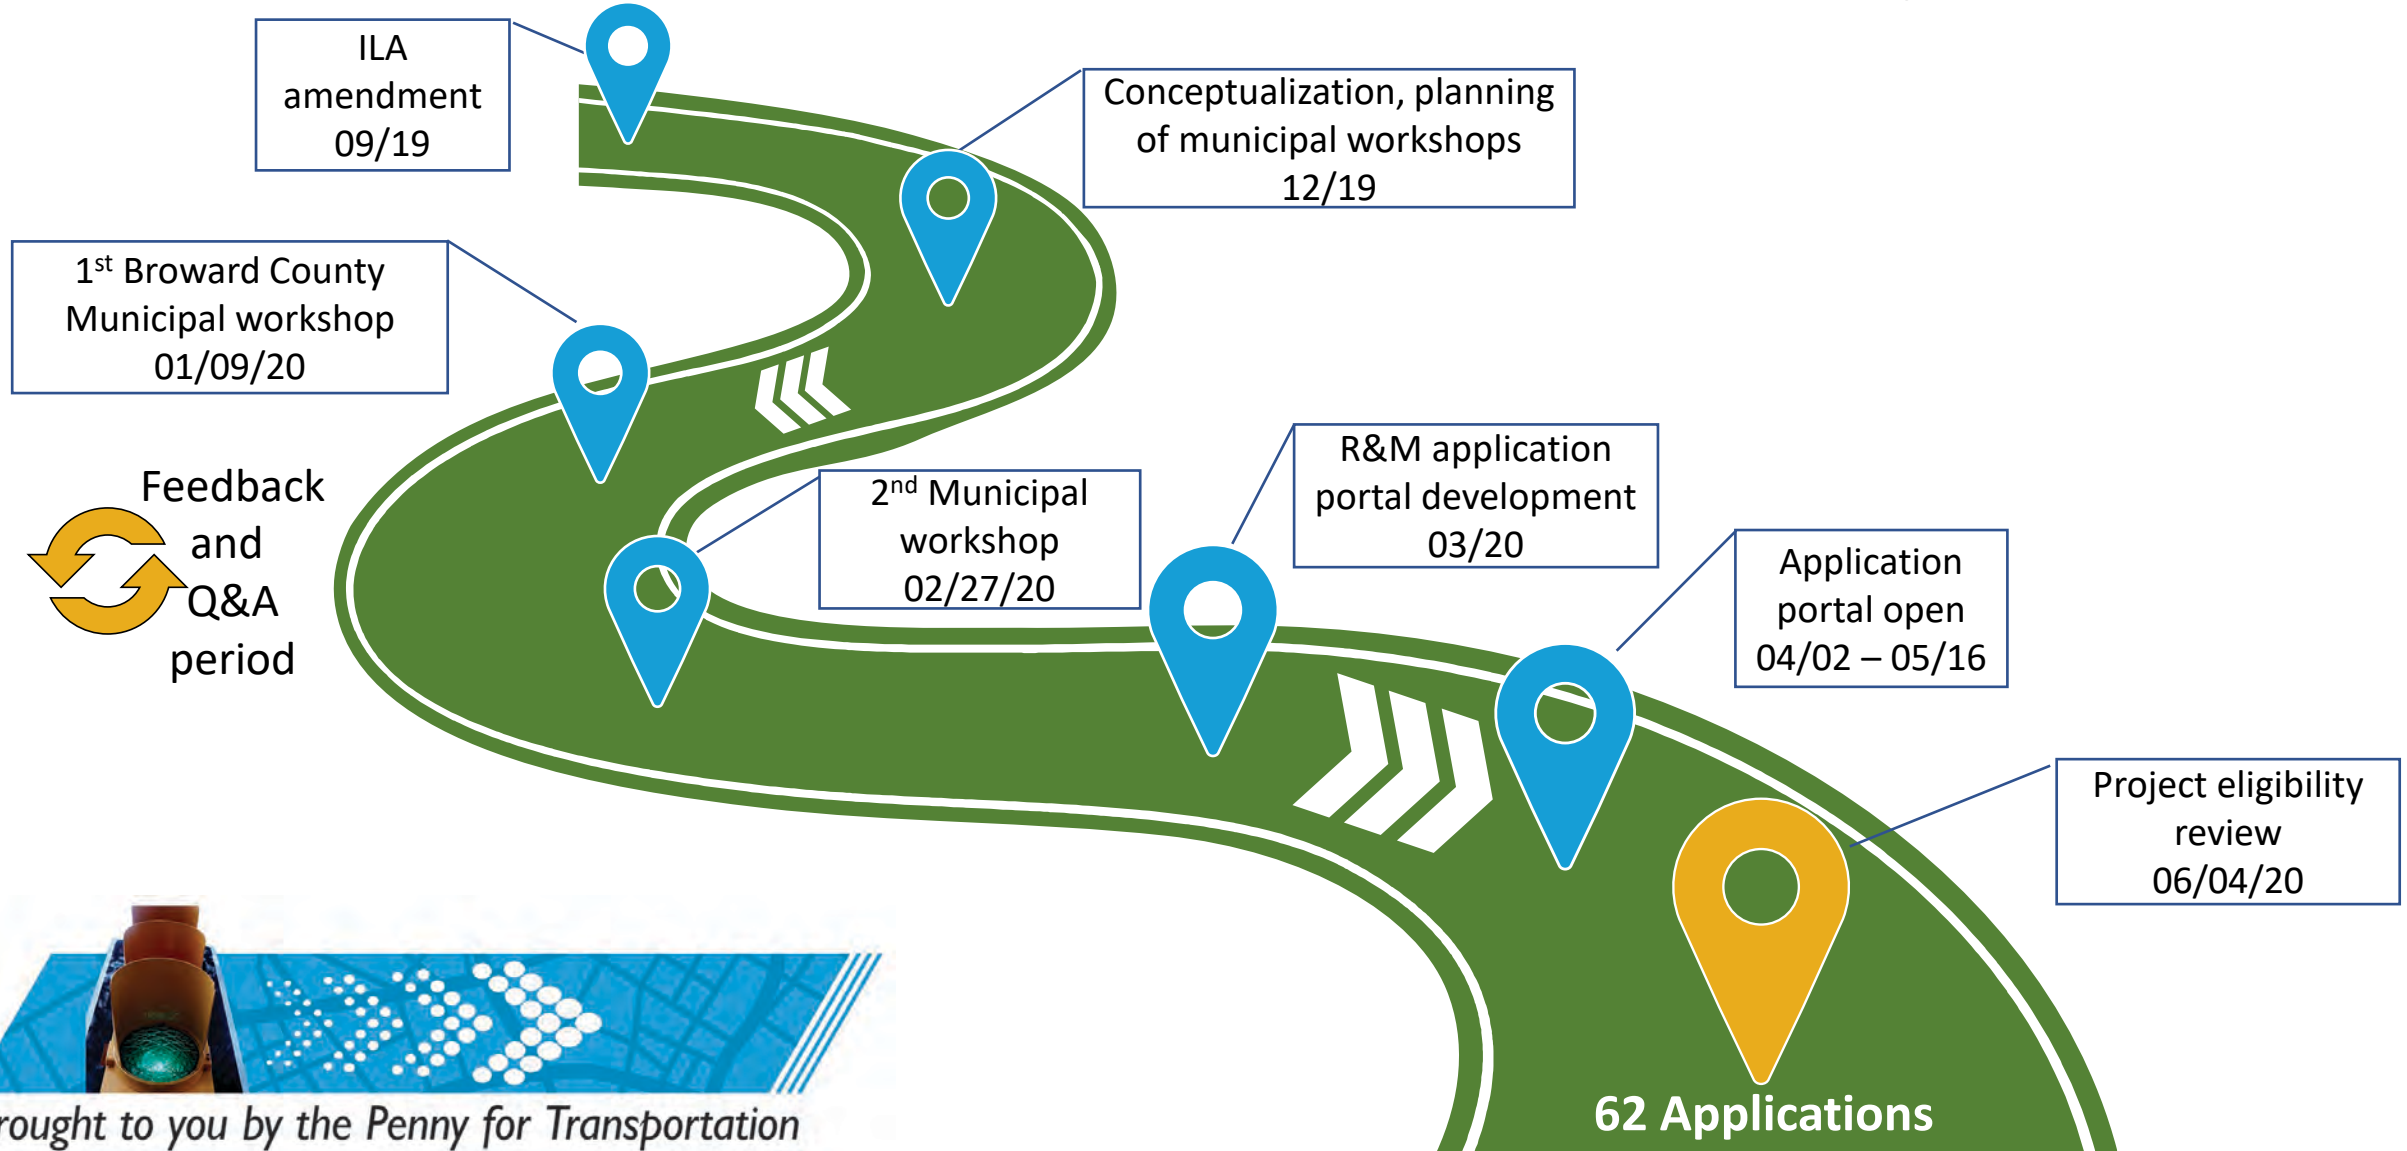 ILA
amendment
09/19
Conceptualization, planning
of municipal workshops
12/19
1st Broward County
Municipal workshop
01/09/20
Feedback
and
Q&A
period
2nd Municipal
workshop
02/27/20
R&M application
portal development
03/20
Application
portal open
04/02 – 05/16
Project eligibility
review
06/04/20
62 Applications
rought to you by the Penny for Transportation